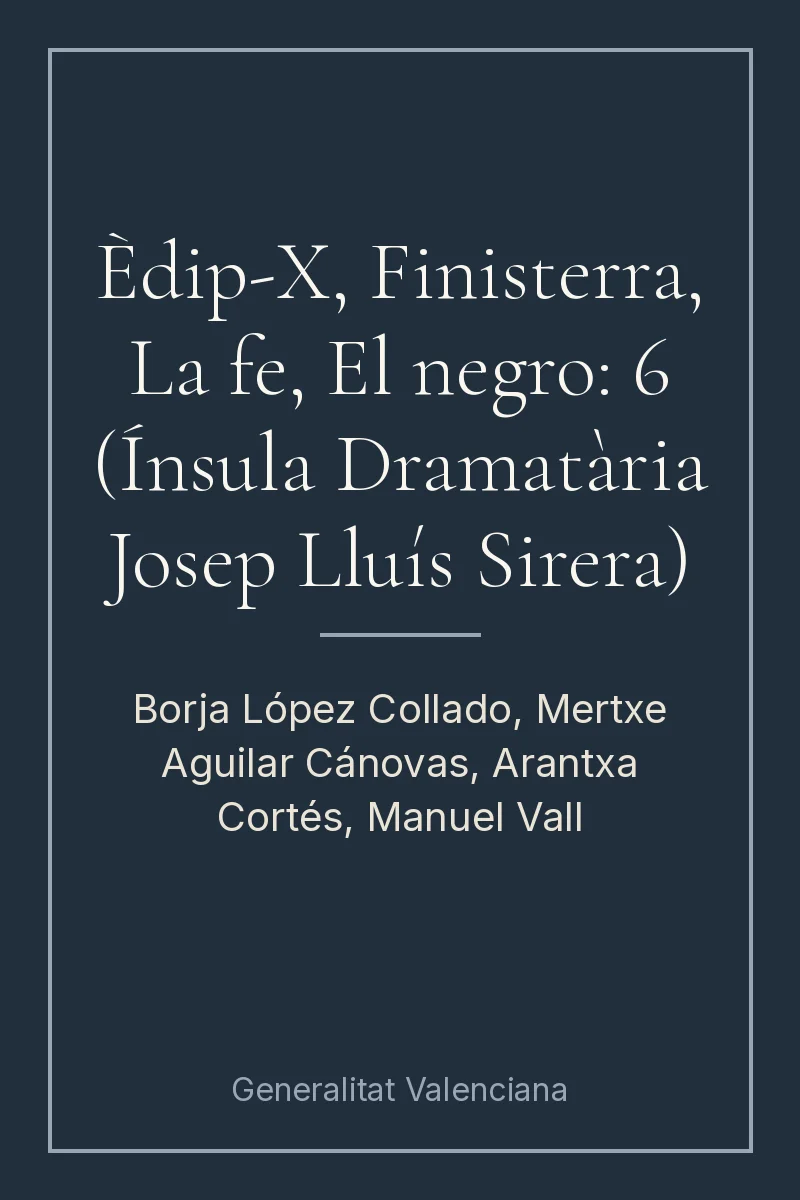 Èdip-X, Finisterra,
La fe, El negro: 6
(Ínsula Dramatària
Josep Lluís Sirera)
Borja López Collado, Mertxe
Aguilar Cánovas, Arantxa
Cortés, Manuel Vall
Generalitat Valenciana